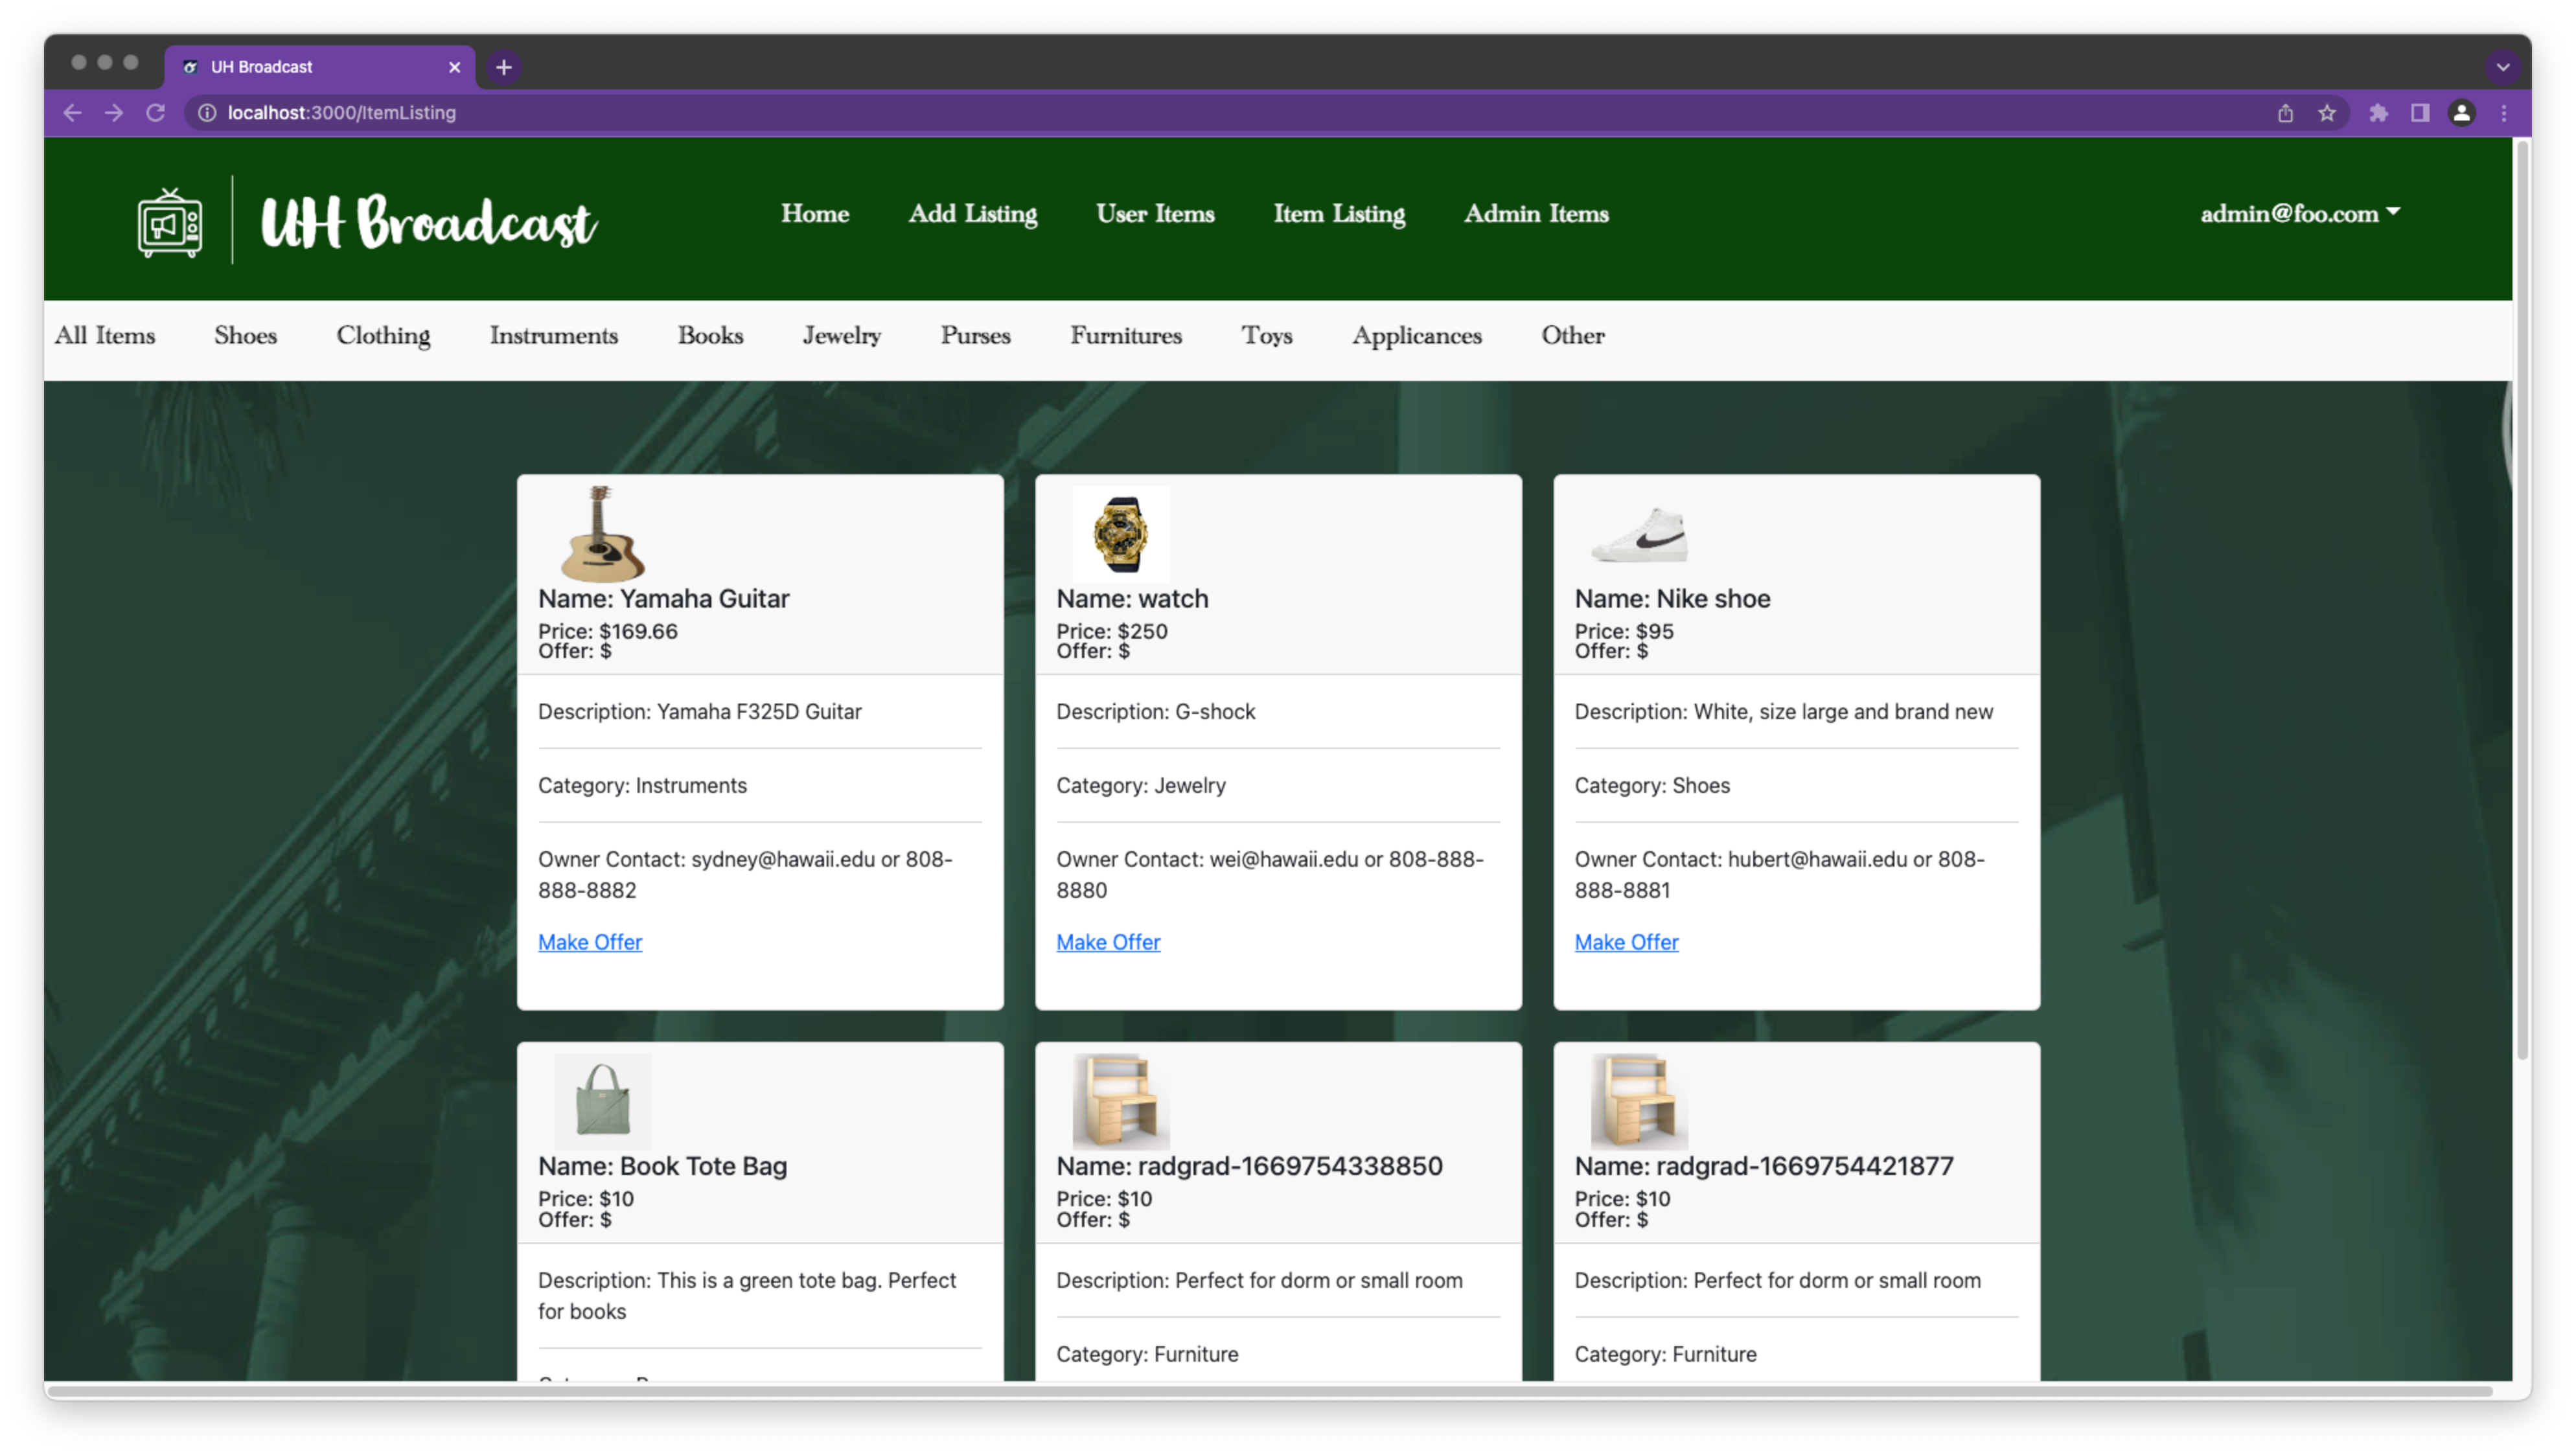 UH Broadcast
localhost:3000/ItemListing
UH Broadcast
Home Add Listing User Items Item Listing Admin Items
admin@foo.com
All Items Shoes Clothing Instruments Books Jewelry Purses Furnitures Toys Applicances Other
Name: Yamaha Guitar
Price: $169.66
Offer: $
Description: Yamaha F325D Guitar
Category: Instruments
Owner Contact: sydney@hawaii.edu or 808-
888-8882
Make Offer
Name: watch
Price: $250
Offer: $
Description: G-shock
Category: Jewelry
Owner Contact: wei@hawaii.edu or 808-888-
8880
Make Offer
Name: Nike shoe
Price: $95
Offer: $
Description: White, size large and brand new
Category: Shoes
Owner Contact: hubert@hawaii.edu or 808-
888-8881
Make Offer
Name: Book Tote Bag
Price: $10
Offer: $
Description: This is a green tote bag. Perfect
for books
Name: radgrad-1669754338850
Price: $10
Offer: $
Description: Perfect for dorm or small room
Category: Furniture
Name: radgrad-1669754421877
Price: $10
Offer: $
Description: Perfect for dorm or small room
Category: Furniture